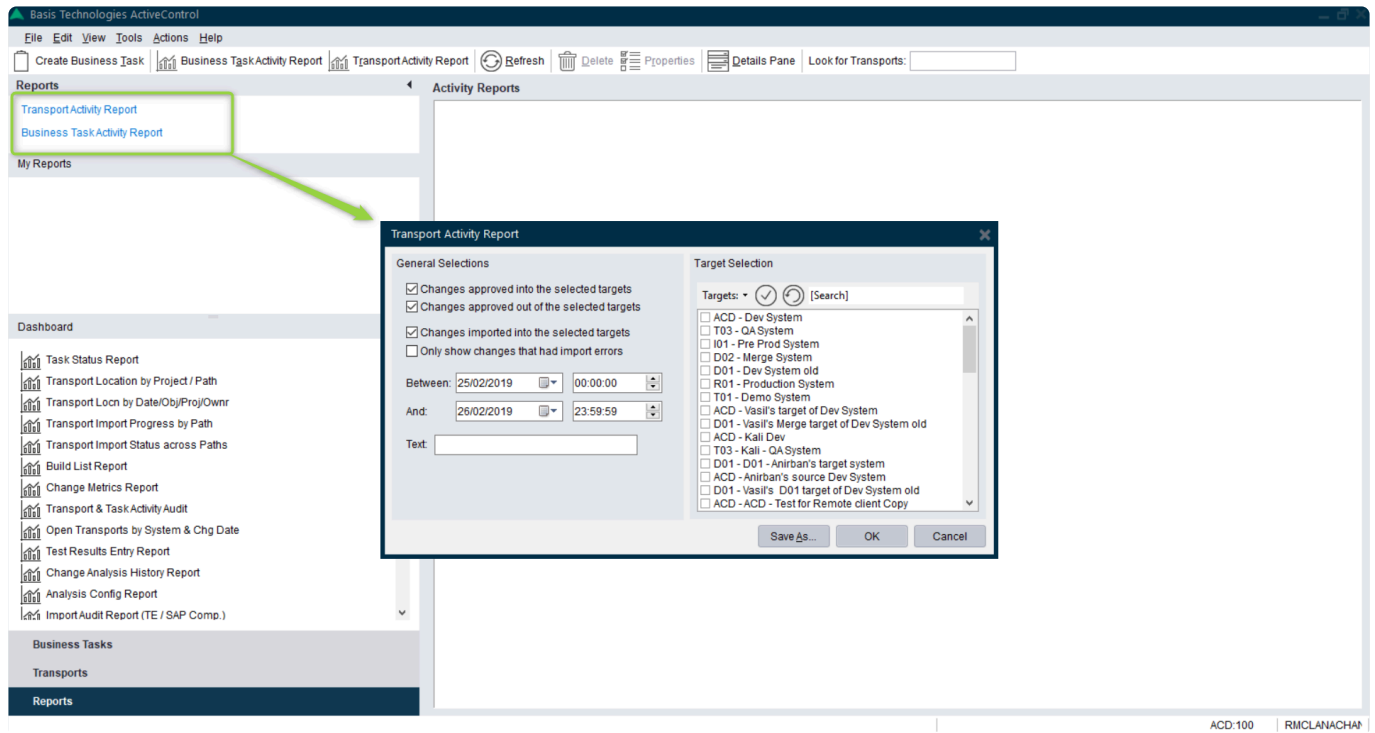 Basis Technologies ActiveControl
File Edit View Tools Actions Help
Create Business Task Business Task Activity Report Transport Activity Report Refresh Delete Properties Details Pane Look for Transports:
Reports
Transport Activity Report
Business Task Activity Report
My Reports
Dashboard
Task Status Report
Transport Location by Project / Path
Transport Locn by Date/Obj/Proj/Ownr
Transport Import Progress by Path
Transport Import Status across Paths
Build List Report
Change Metrics Report
Transport & Task Activity Audit
Open Transports by System & Chg Date
Test Results Entry Report
Change Analysis History Report
Analysis Config Report
Import Audit Report (TE / SAP Comp.)
Business Tasks
Transports
Reports
Activity Reports
Transport Activity Report
General Selections
Changes approved into the selected targets
Changes approved out of the selected targets
Changes imported into the selected targets
Only show changes that had import errors
Between: 25/02/2019 00:00:00
And: 26/02/2019 23:59:59
Text:
Target Selection
Targets: [Search]
ACD - Dev System
T03 - QA System
I01 - Pre Prod System
D02 - Merge System
D01 - Dev System old
R01 - Production System
T01 - Demo System
ACD - Vasil's target of Dev System
D01 - Vasil's Merge target of Dev System old
ACD - Kali Dev
T03 - Kali - QA System
D01 - D01 - Anirban's target system
ACD - Anirban's source Dev System
D01 - Vasil's D01 target of Dev System old
ACD - ACD - Test for Remote client Copy
Save As... OK Cancel
ACD:100 RMCLANACHAN